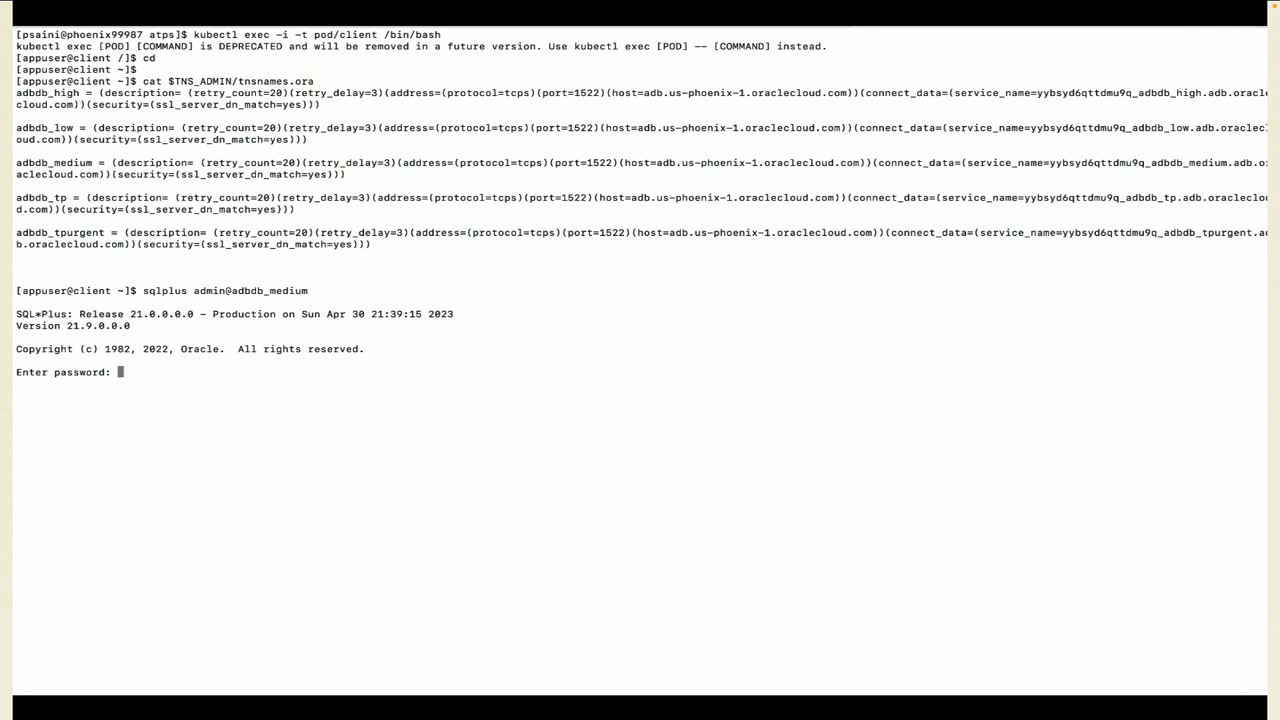 [psaini@phoenix99987 atps]$ kubectl exec -i -t pod/client /bin/bash
kubectl exec [POD] [COMMAND] is DEPRECATED and will be removed in a future version. Use kubectl exec [POD] -- [COMMAND] instead.
[appuser@client /]$ cd
[appuser@client ~]$
[appuser@client ~]$ cat $TNS_ADMIN/tnsnames.ora
adbdb_high = (description= (retry_count=20)(retry_delay=3)(address=(protocol=tcps)(port=1522)(host=adb.us-phoenix-1.oraclecloud.com))(connect_data=(service_name=yybsyd6qttdmu9q_adbdb_high.adb.oracle
cloud.com))(security=(ssl_server_dn_match=yes)))
adbdb_low = (description= (retry_count=20)(retry_delay=3)(address=(protocol=tcps)(port=1522)(host=adb.us-phoenix-1.oraclecloud.com))(connect_data=(service_name=yybsyd6qttdmu9q_adbdb_low.adb.oraclecl
oud.com))(security=(ssl_server_dn_match=yes)))
adbdb_medium = (description= (retry_count=20)(retry_delay=3)(address=(protocol=tcps)(port=1522)(host=adb.us-phoenix-1.oraclecloud.com))(connect_data=(service_name=yybsyd6qttdmu9q_adbdb_medium.adb.or
aclecloud.com))(security=(ssl_server_dn_match=yes)))
adbdb_tp = (description= (retry_count=20)(retry_delay=3)(address=(protocol=tcps)(port=1522)(host=adb.us-phoenix-1.oraclecloud.com))(connect_data=(service_name=yybsyd6qttdmu9q_adbdb_tp.adb.oracleclou
d.com))(security=(ssl_server_dn_match=yes)))
adbdb_tpurgent = (description= (retry_count=20)(retry_delay=3)(address=(protocol=tcps)(port=1522)(host=adb.us-phoenix-1.oraclecloud.com))(connect_data=(service_name=yybsyd6qttdmu9q_adbdb_tpurgent.ad
b.oraclecloud.com))(security=(ssl_server_dn_match=yes)))
[appuser@client ~]$ sqlplus admin@adbdb_medium
SQL*Plus: Release 21.0.0.0.0 - Production on Sun Apr 30 21:39:15 2023
Version 21.9.0.0.0
Copyright (c) 1982, 2022, Oracle.  All rights reserved.
Enter password: